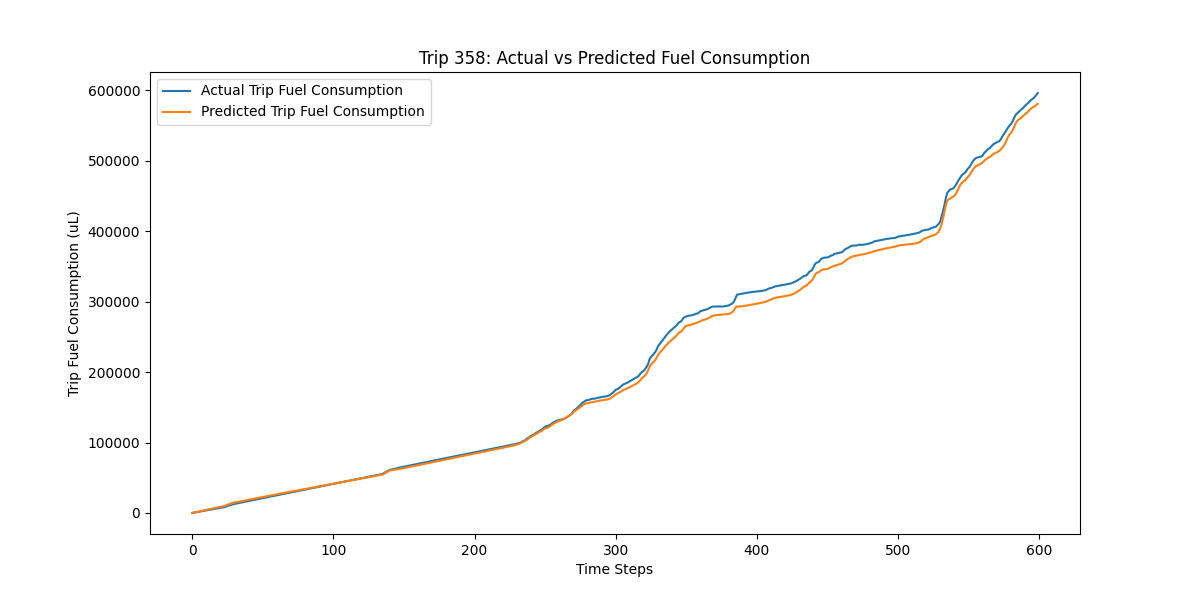 Trip 358: Actual vs Predicted Fuel Consumption
Actual Trip Fuel Consumption
Predicted Trip Fuel Consumption
Trip Fuel Consumption (uL)
600000
500000
400000
300000
200000
100000
0
0 100 200 300 400 500 600
Time Steps